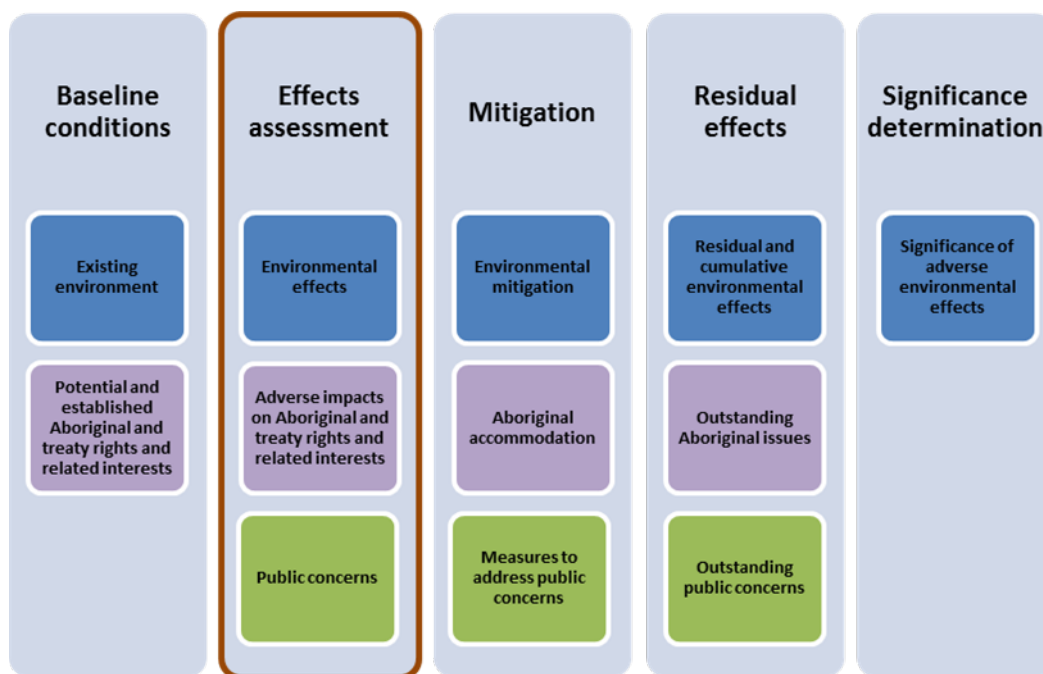 Baseline
conditions
Existing
environment
Potential and
established
Aboriginal and
treaty rights and
related interests
Effects
assessment
Environmental
effects
Adverse impacts
on Aboriginal and
treaty rights and
related interests
Public concerns
Mitigation
Environmental
mitigation
Aboriginal
accommodation
Measures to
address public
concerns
Residual
effects
Residual and
cumulative
environmental
effects
Outstanding
Aboriginal issues
Outstanding
public concerns
Significance
determination
Significance of
adverse
environmental
effects